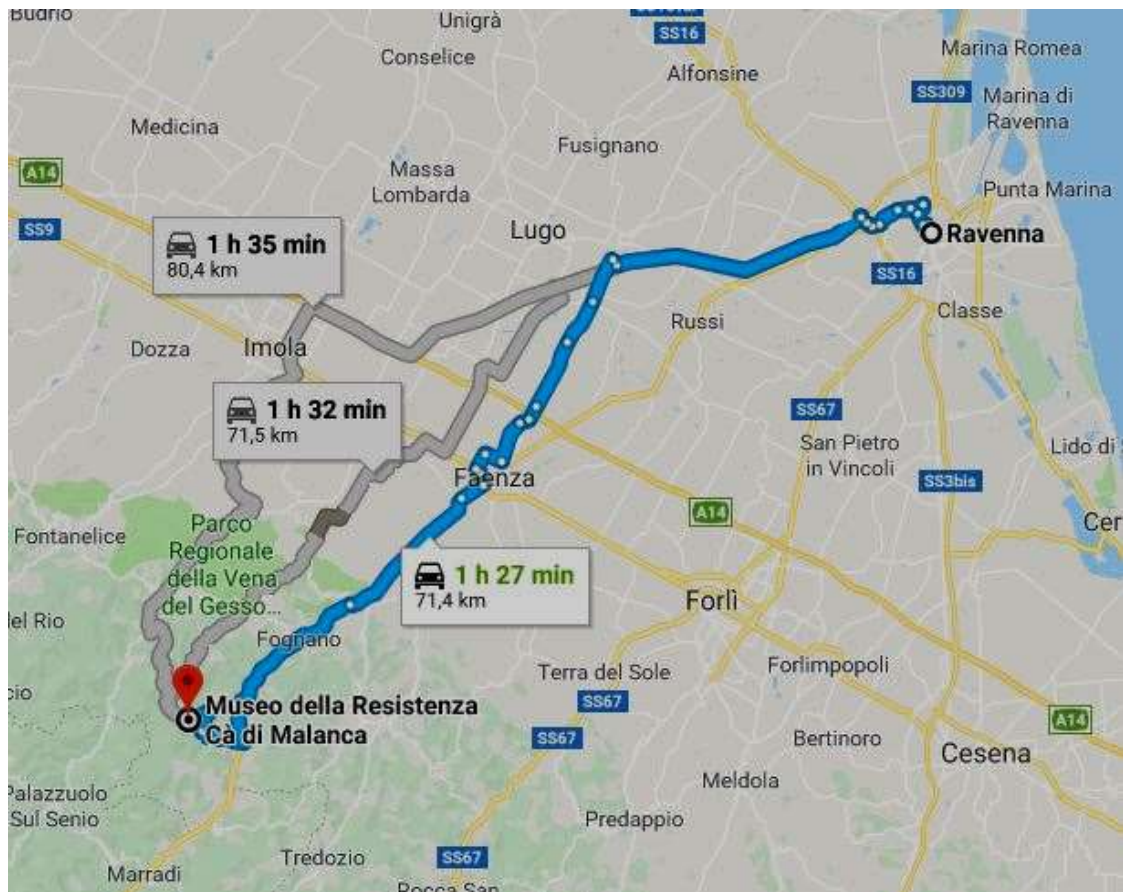 Budrio
Unigrà
SS16
Marina Romea
Conselice
Alfonsine
SS309
Marina di
Ravenna
Medicina
Fusignano
A14
Massa
Lombarda
Punta Marina
SS9
1 h 35 min
80,4 km
Lugo
Ravenna
SS16
Classe
Russi
Dozza
Imola
1 h 32 min
71,5 km
SS67
San Pietro
in Vincoli
Lido di
Faenza
SS3bis
A14
Fontanelice
Parco
Regionale
della Vena
del Gesso...
1 h 27 min
71,4 km
Forlì
del Rio
Fognano
Terra del Sole
Forlimpopoli
SS67
Museo della Resistenza
Cà di Malanca
SS67
A14
Bertinoro
Cesena
Meldola
Palazzuolo
Sul Senio
Predappio
Tredozio
SS67
Marradi
Rocca San